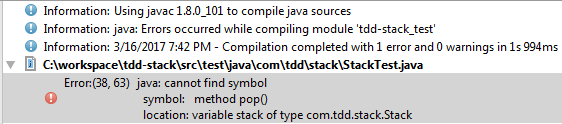 Information: Using javac 1.8.0_101 to compile java sources
Information: java: Errors occurred while compiling module 'tdd-stack_test'
Information: 3/16/2017 7:42 PM - Compilation completed with 1 error and 0 warnings in 1s 994ms
C:\workspace\tdd-stack\src\test\java\com\tdd\stack\StackTest.java
Error:(38, 63) java: cannot find symbol
symbol: method pop()
location: variable stack of type com.tdd.stack.Stack